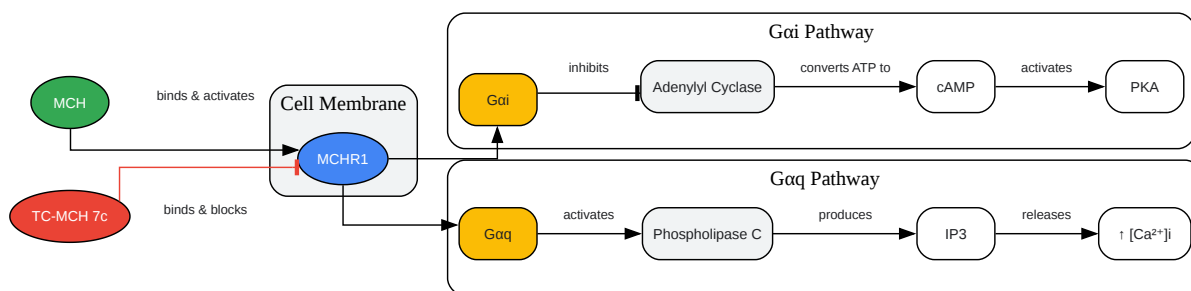 Gαi Pathway
inhibits
converts ATP to
activates
MCH
binds & activates
Cell Membrane
Gαi
Adenylyl Cyclase
cAMP
PKA
MCHR1
Gαq Pathway
TC-MCH 7c
binds & blocks
activates
produces
releases
Gαq
Phospholipase C
IP3
↑ [Ca²⁺]i